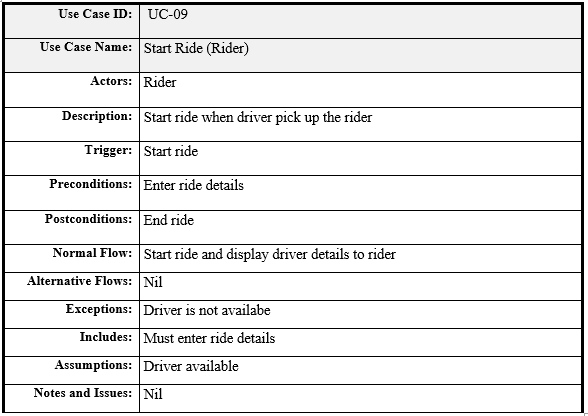 Use Case ID: UC-09
Use Case Name: Start Ride (Rider)
Actors: Rider
Description: Start ride when driver pick up the rider
Trigger: Start ride
Preconditions: Enter ride details
Postconditions: End ride
Normal Flow: Start ride and display driver details to rider
Alternative Flows: Nil
Exceptions: Driver is not availabe
Includes: Must enter ride details
Assumptions: Driver available
Notes and Issues: Nil